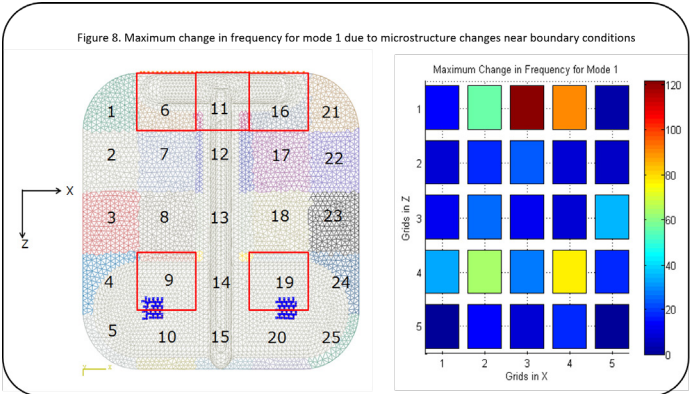 Figure 8. Maximum change in frequency for mode 1 due to microstructure changes near boundary conditions
1 6 11 16 21
2 7 12 17 22
X
Z
3 8 13 18 23
4 9 14 19 24
5 10 15 20 25
Maximum Change in Frequency for Mode 1
Grids in Z
1
2
3
4
5
1 2 3 4 5
Grids in X
120
100
80
60
40
20
0